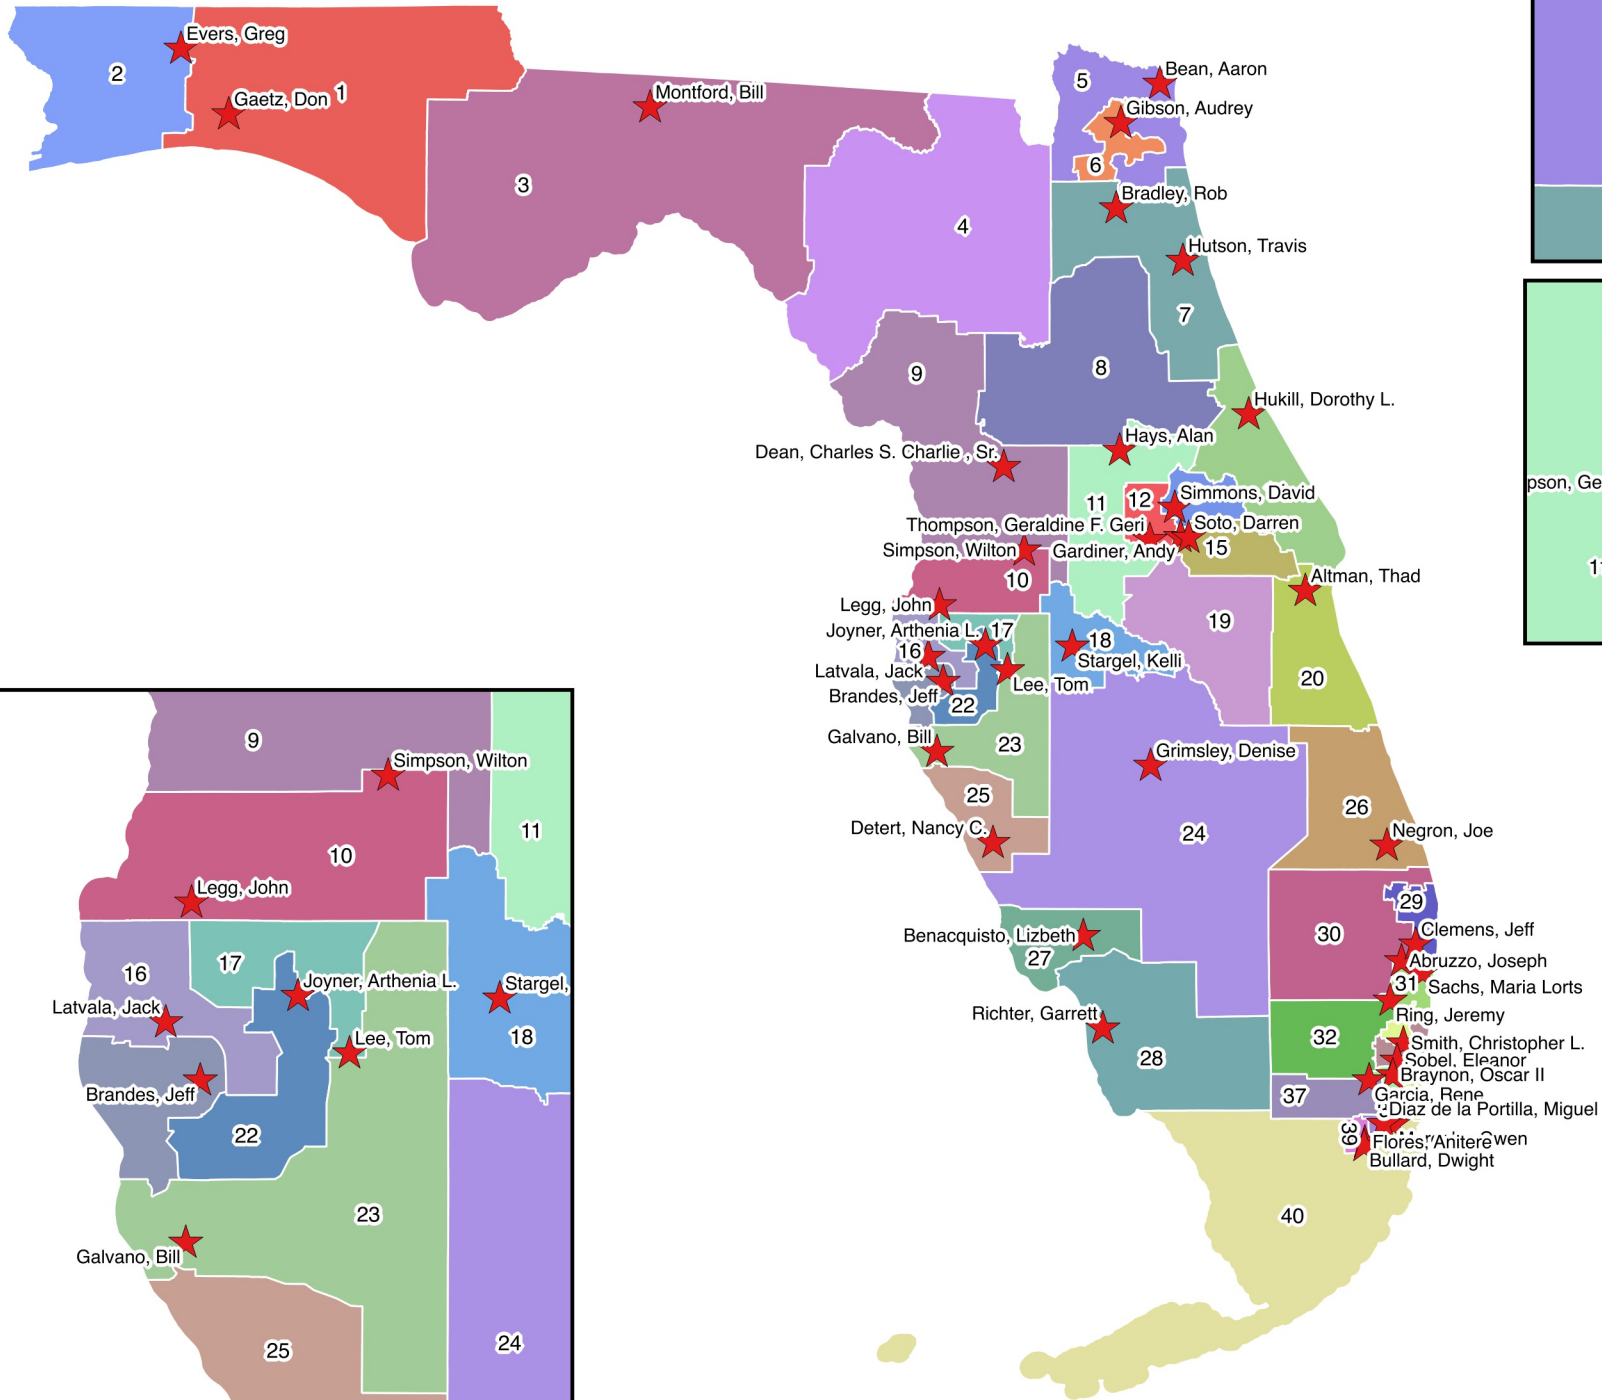 Evers, Greg
2
Gaetz, Don
1
Montford, Bill
3
4
5
Bean, Aaron
Gibson, Audrey
6
Bradley, Rob
Hutson, Travis
7
8
9
Hukill, Dorothy L.
Hays, Alan
Dean, Charles S. Charlie , Sr.
11
12
Simmons, David
Thompson, Geraldine F. Geri
Soto, Darren
Simpson, Wilton
Gardiner, Andy
15
10
Altman, Thad
Legg, John
Joyner, Arthenia L.
17
16
18
19
Stargel, Kelli
Latvala, Jack
Lee, Tom
20
Brandes, Jeff
22
Galvano, Bill
23
Grimsley, Denise
25
24
26
Detert, Nancy C.
Negron, Joe
29
Benacquisto, Lizbeth
27
30
Clemens, Jeff
Abruzzo, Joseph
31
Sachs, Maria Lorts
Richter, Garrett
Ring, Jeremy
28
32
Smith, Christopher L.
Sobel, Eleanor
Braynon, Oscar II
37
Garcia, Rene
Diaz de la Portilla, Miguel
39
Flores, Anitere
Bullard, Dwight
40
pson, Ge
9
Simpson, Wilton
11
10
Legg, John
17
16
Joyner, Arthenia L.
Stargel,
Latvala, Jack
18
Lee, Tom
Brandes, Jeff
22
23
Galvano, Bill
25
24